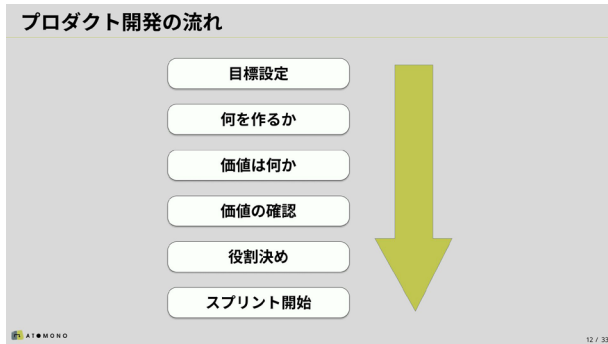 プロダクト開発の流れ
目標設定
何を作るか
価値は何か
価値の確認
役割決め
スプリント開始
ATOMONO
12 / 33